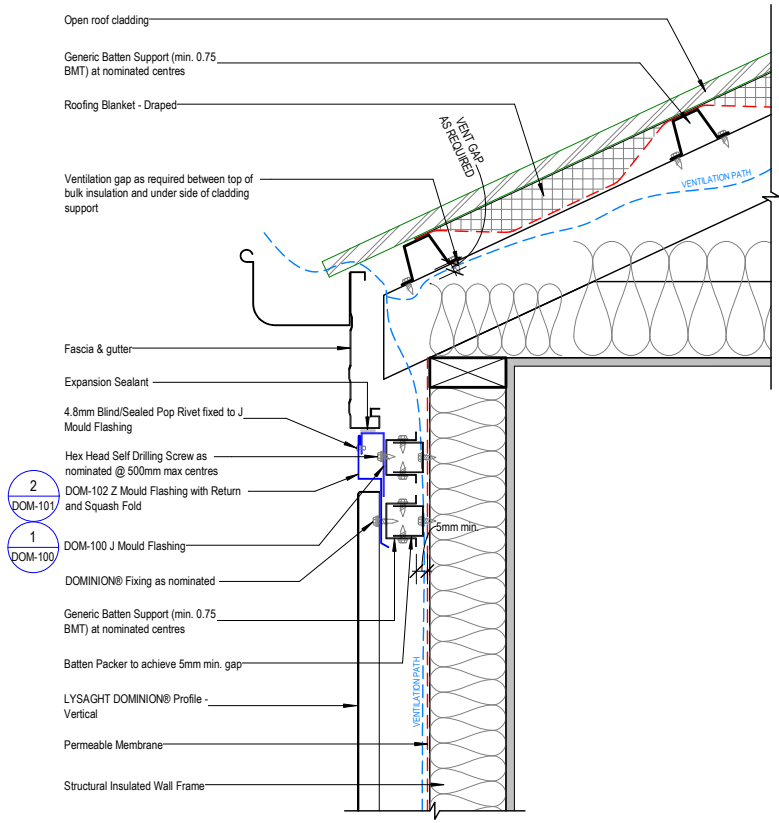 Open roof cladding
Generic Batten Support (min. 0.75
BMT) at nominated centres
Roofing Blanket - Draped
VENT GAP
AS REQUIRED
VENTILATION PATH
Ventilation gap as required between top of
bulk insulation and under side of cladding
support
Fascia & gutter
Expansion Sealant
4.8mm Blind/Sealed Pop Rivet fixed to J
Mould Flashing
Hex Head Self Drilling Screw as
nominated @ 500mm max centres
2
DOM-101
DOM-102 Z Mould Flashing with Return
and Squash Fold
5mm min.
1
DOM-100
DOM-100 J Mould Flashing
DOMINION® Fixing as nominated
Generic Batten Support (min. 0.75
BMT) at nominated centres
Batten Packer to achieve 5mm min. gap
VENTILATION PATH
LYSAGHT DOMINION® Profile -
Vertical
Permeable Membrane
Structural Insulated Wall Frame